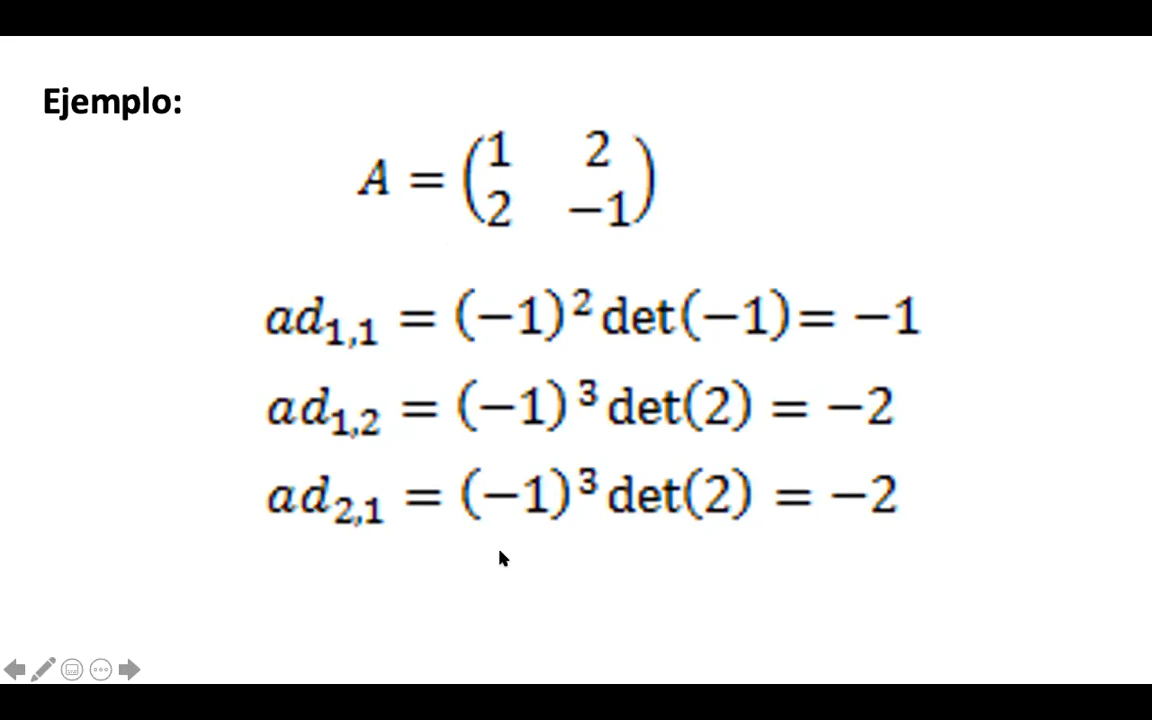 Ejemplo:
A = (1 2
2 −1)
ad₁,₁ = (−1)² det(−1)= −1
ad₁,₂ = (−1)³ det(2) = −2
ad₂,₁ = (−1)³ det(2) = −2